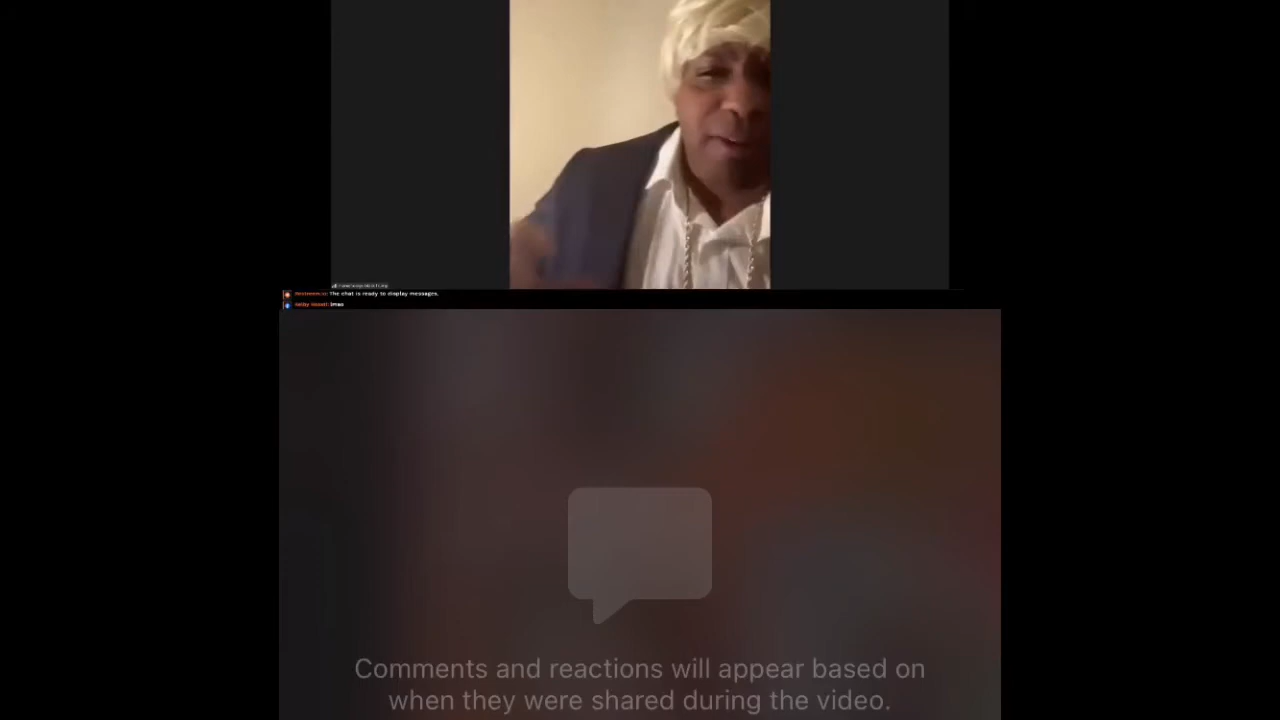 The chat is ready to display messages.
Comments and reactions will appear based on
when they were shared during the video.